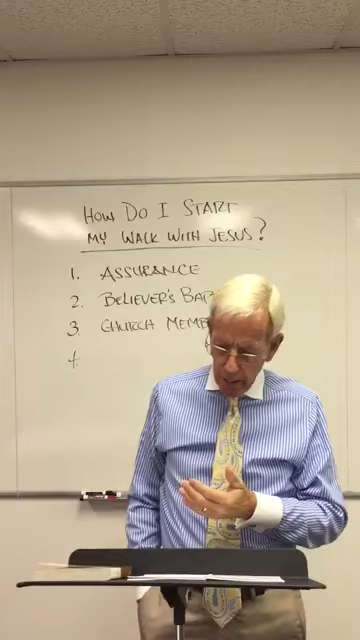 HOW DO I START
MY WALK WITH JESUS?
1. ASSURANCE
2. BELIEVER'S BAP
3. CHURCH MEMB
4.